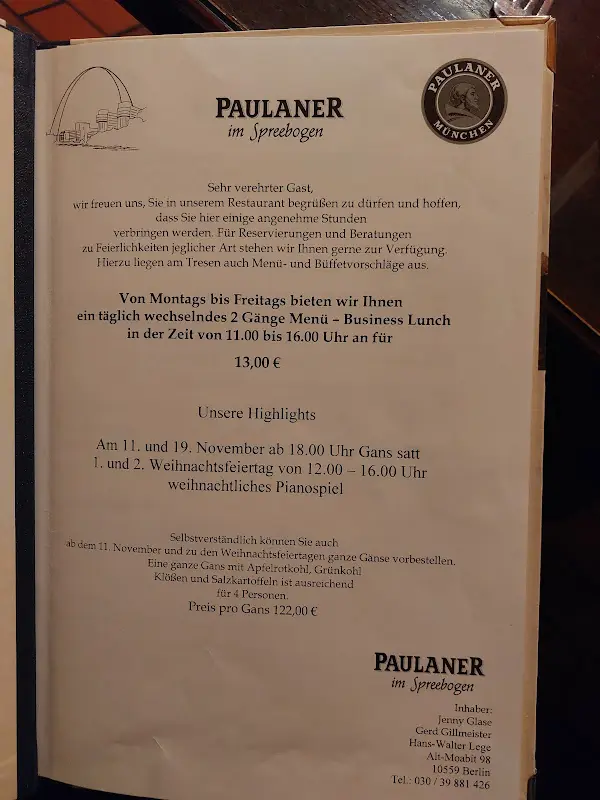 PAULANER
im Spreebogen
PAULANER
MÜNCHEN
Sehr verehrter Gast,
wir freuen uns, Sie in unserem Restaurant begrüßen zu dürfen und hoffen,
dass Sie hier einige angenehme Stunden
verbringen werden. Für Reservierungen und Beratungen
zu Feierlichkeiten jeglicher Art stehen wir Ihnen gerne zur Verfügung.
Hierzu liegen am Tresen auch Menü- und Büffetvorschläge aus.
Von Montags bis Freitags bieten wir Ihnen
ein täglich wechselndes 2 Gänge Menü – Business Lunch
in der Zeit von 11.00 bis 16.00 Uhr an für
13,00 €
Unsere Highlights
Am 11. und 19. November ab 18.00 Uhr Gans satt
1. und 2. Weihnachtsfeiertag von 12.00 – 16.00 Uhr
weihnachtliches Pianospiel
Selbstverständlich können Sie auch
ab dem 11. November und zu den Weihnachtsfeiertagen ganze Gänse vorbestellen.
Eine ganze Gans mit Apfelrotkohl, Grünkohl
Klößen und Salzkartoffeln ist ausreichend
für 4 Personen.
Preis pro Gans 122,00 €
PAULANER
im Spreebogen
Inhaber:
Jenny Glase
Gerd Gillmeister
Hans-Walter Lege
Alt-Moabit 98
10559 Berlin
Tel.: 030 / 39 881 426